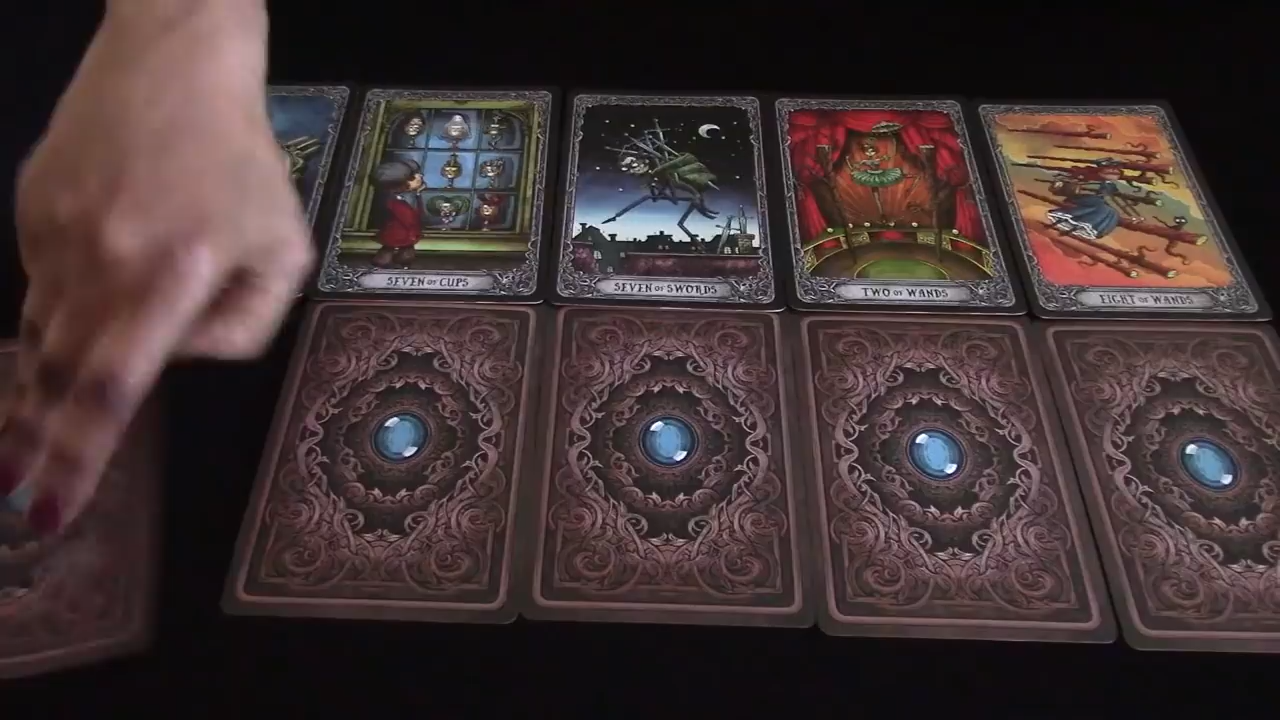 SEVEN OF CUPS
SEVEN OF SWORDS
TWO OF WANDS
EIGHT OF WANDS